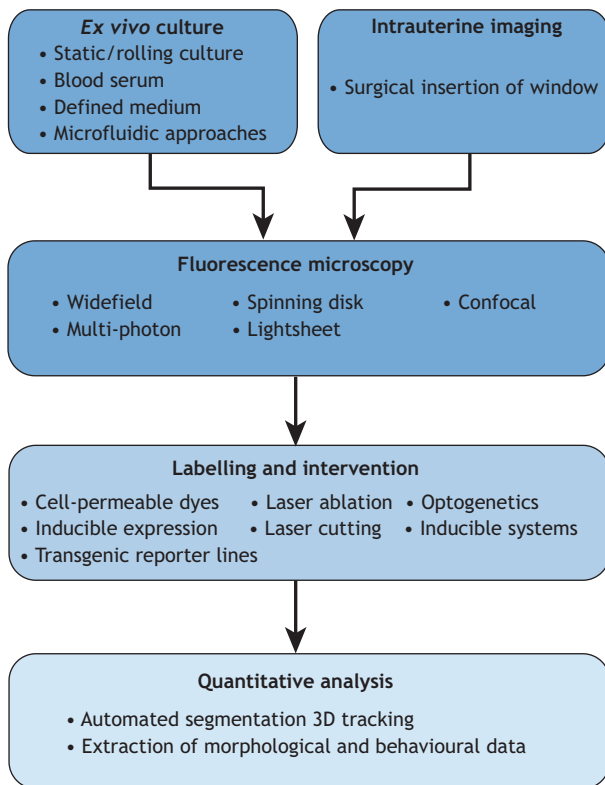 Ex vivo culture
• Static/rolling culture
• Blood serum
• Defined medium
• Microfluidic approaches
Intrauterine imaging
• Surgical insertion of window
Fluorescence microscopy
• Widefield • Spinning disk • Confocal
• Multi-photon • Lightsheet
Labelling and intervention
• Cell-permeable dyes • Laser ablation • Optogenetics
• Inducible expression • Laser cutting • Inducible systems
• Transgenic reporter lines
Quantitative analysis
• Automated segmentation 3D tracking
• Extraction of morphological and behavioural data